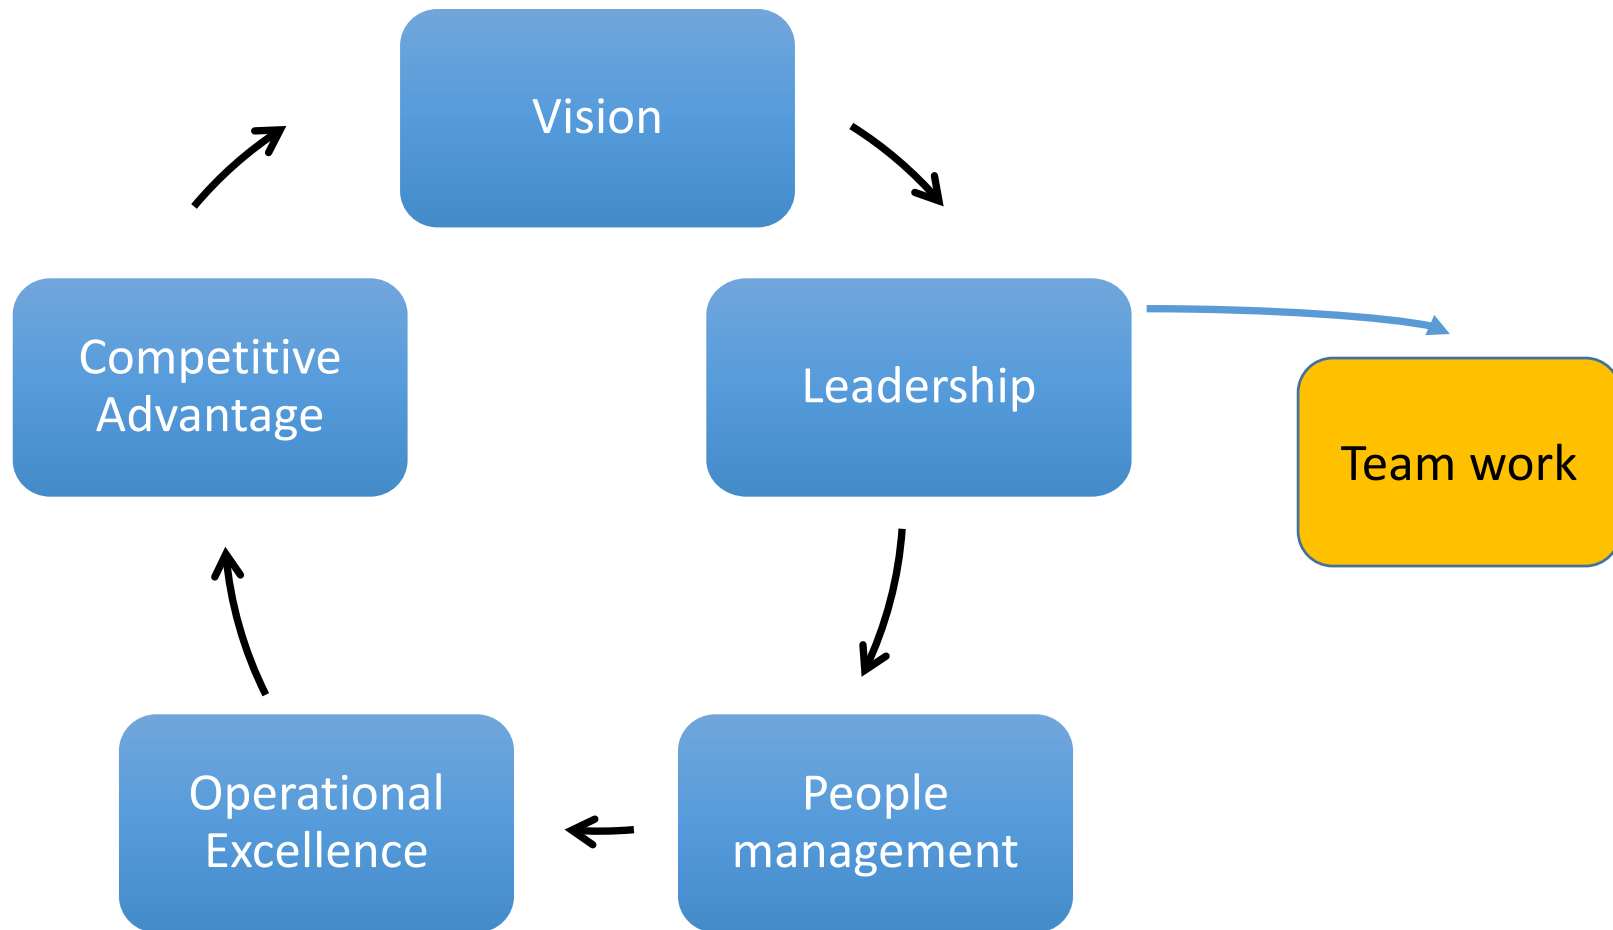 Vision
Competitive
Advantage
Leadership
Team work
Operational
Excellence
People
management